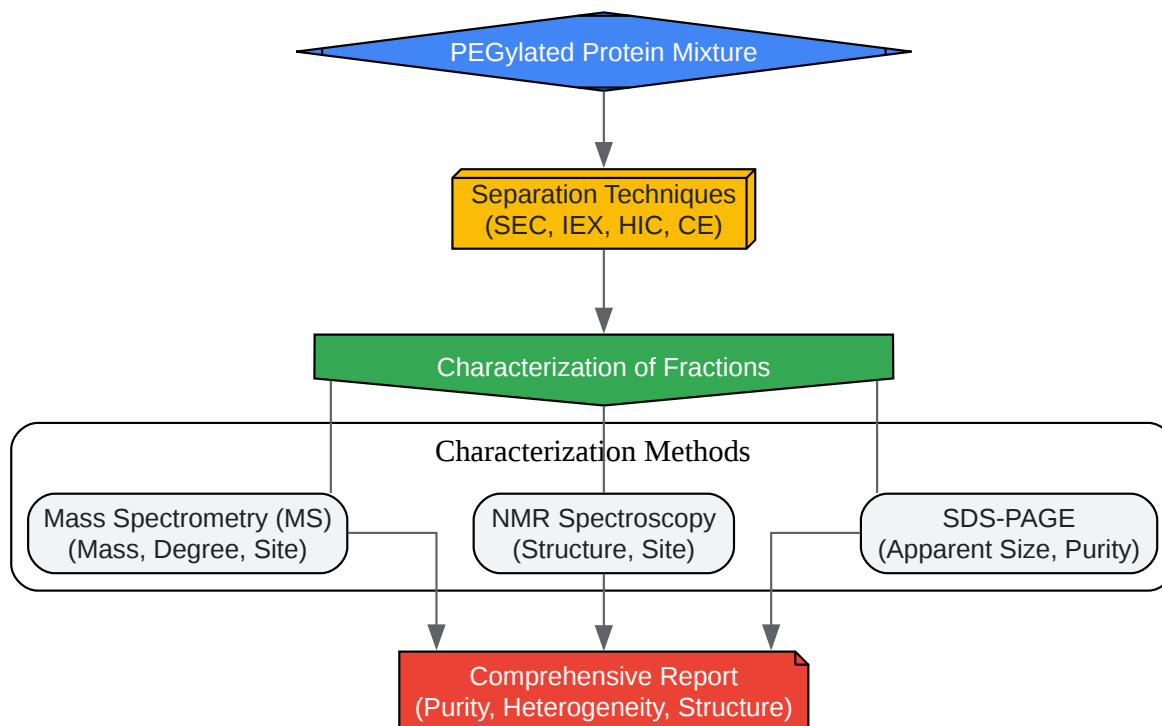 PEGylated Protein Mixture
Separation Techniques
(SEC, IEX, HIC, CE)
Characterization of Fractions
Characterization Methods
Mass Spectrometry (MS)
(Mass, Degree, Site)
NMR Spectroscopy
(Structure, Site)
SDS-PAGE
(Apparent Size, Purity)
Comprehensive Report
(Purity, Heterogeneity, Structure)